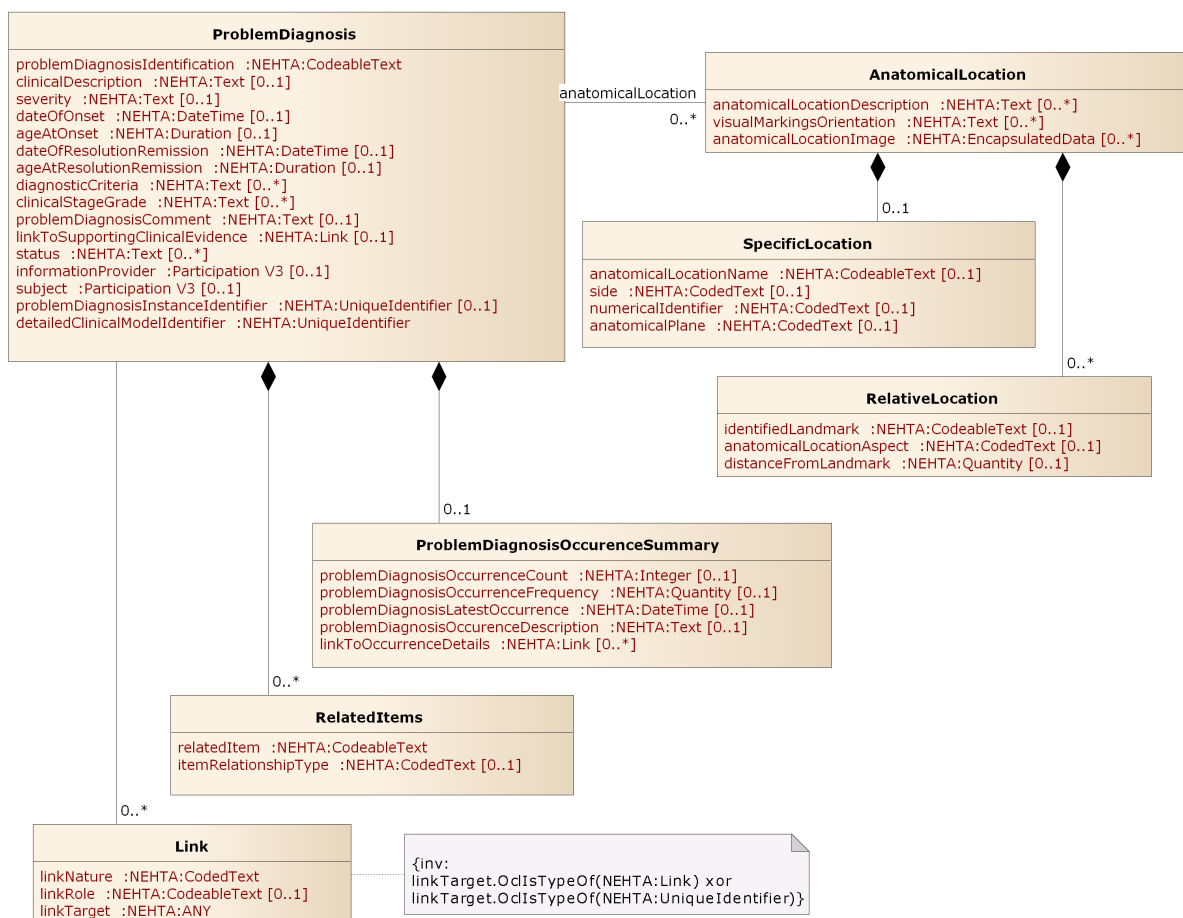 ProblemDiagnosis
problemDiagnosisIdentification :NEHTA:CodeableText
clinicalDescription :NEHTA:Text [0..1]
severity :NEHTA:Text [0..1]
dateOfOnset :NEHTA:DateTime [0..1]
ageAtOnset :NEHTA:Duration [0..1]
dateOfResolutionRemission :NEHTA:DateTime [0..1]
ageAtResolutionRemission :NEHTA:Duration [0..1]
diagnosticCriteria :NEHTA:Text [0..*]
clinicalStageGrade :NEHTA:Text [0..*]
problemDiagnosisComment :NEHTA:Text [0..1]
linkToSupportingClinicalEvidence :NEHTA:Link [0..1]
status :NEHTA:Text [0..*]
informationProvider :Participation V3 [0..1]
subject :Participation V3 [0..1]
problemDiagnosisInstanceIdentifier :NEHTA:UniqueIdentifier [0..1]
detailedClinicalModelIdentifier :NEHTA:UniqueIdentifier
anatomicalLocation
0..*
AnatomicalLocation
anatomicalLocationDescription :NEHTA:Text [0..*]
visualMarkingsOrientation :NEHTA:Text [0..*]
anatomicalLocationImage :NEHTA:EncapsulatedData [0..*]
0..1
SpecificLocation
anatomicalLocationName :NEHTA:CodeableText [0..1]
side :NEHTA:CodedText [0..1]
numericalIdentifier :NEHTA:CodedText [0..1]
anatomicalPlane :NEHTA:CodedText [0..1]
0..*
RelativeLocation
identifiedLandmark :NEHTA:CodeableText [0..1]
anatomicalLocationAspect :NEHTA:CodedText [0..1]
distanceFromLandmark :NEHTA:Quantity [0..1]
0..1
ProblemDiagnosisOccurenceSummary
problemDiagnosisOccurrenceCount :NEHTA:Integer [0..1]
problemDiagnosisOccurrenceFrequency :NEHTA:Quantity [0..1]
problemDiagnosisLatestOccurrence :NEHTA:DateTime [0..1]
problemDiagnosisOccurenceDescription :NEHTA:Text [0..1]
linkToOccurrenceDetails :NEHTA:Link [0..*]
0..*
RelatedItems
relatedItem :NEHTA:CodeableText
itemRelationshipType :NEHTA:CodedText [0..1]
0..*
Link
linkNature :NEHTA:CodedText
linkRole :NEHTA:CodeableText [0..1]
linkTarget :NEHTA:ANY
{inv:
linkTarget.OclIsTypeOf(NEHTA:Link) xor
linkTarget.OclIsTypeOf(NEHTA:UniqueIdentifier)}